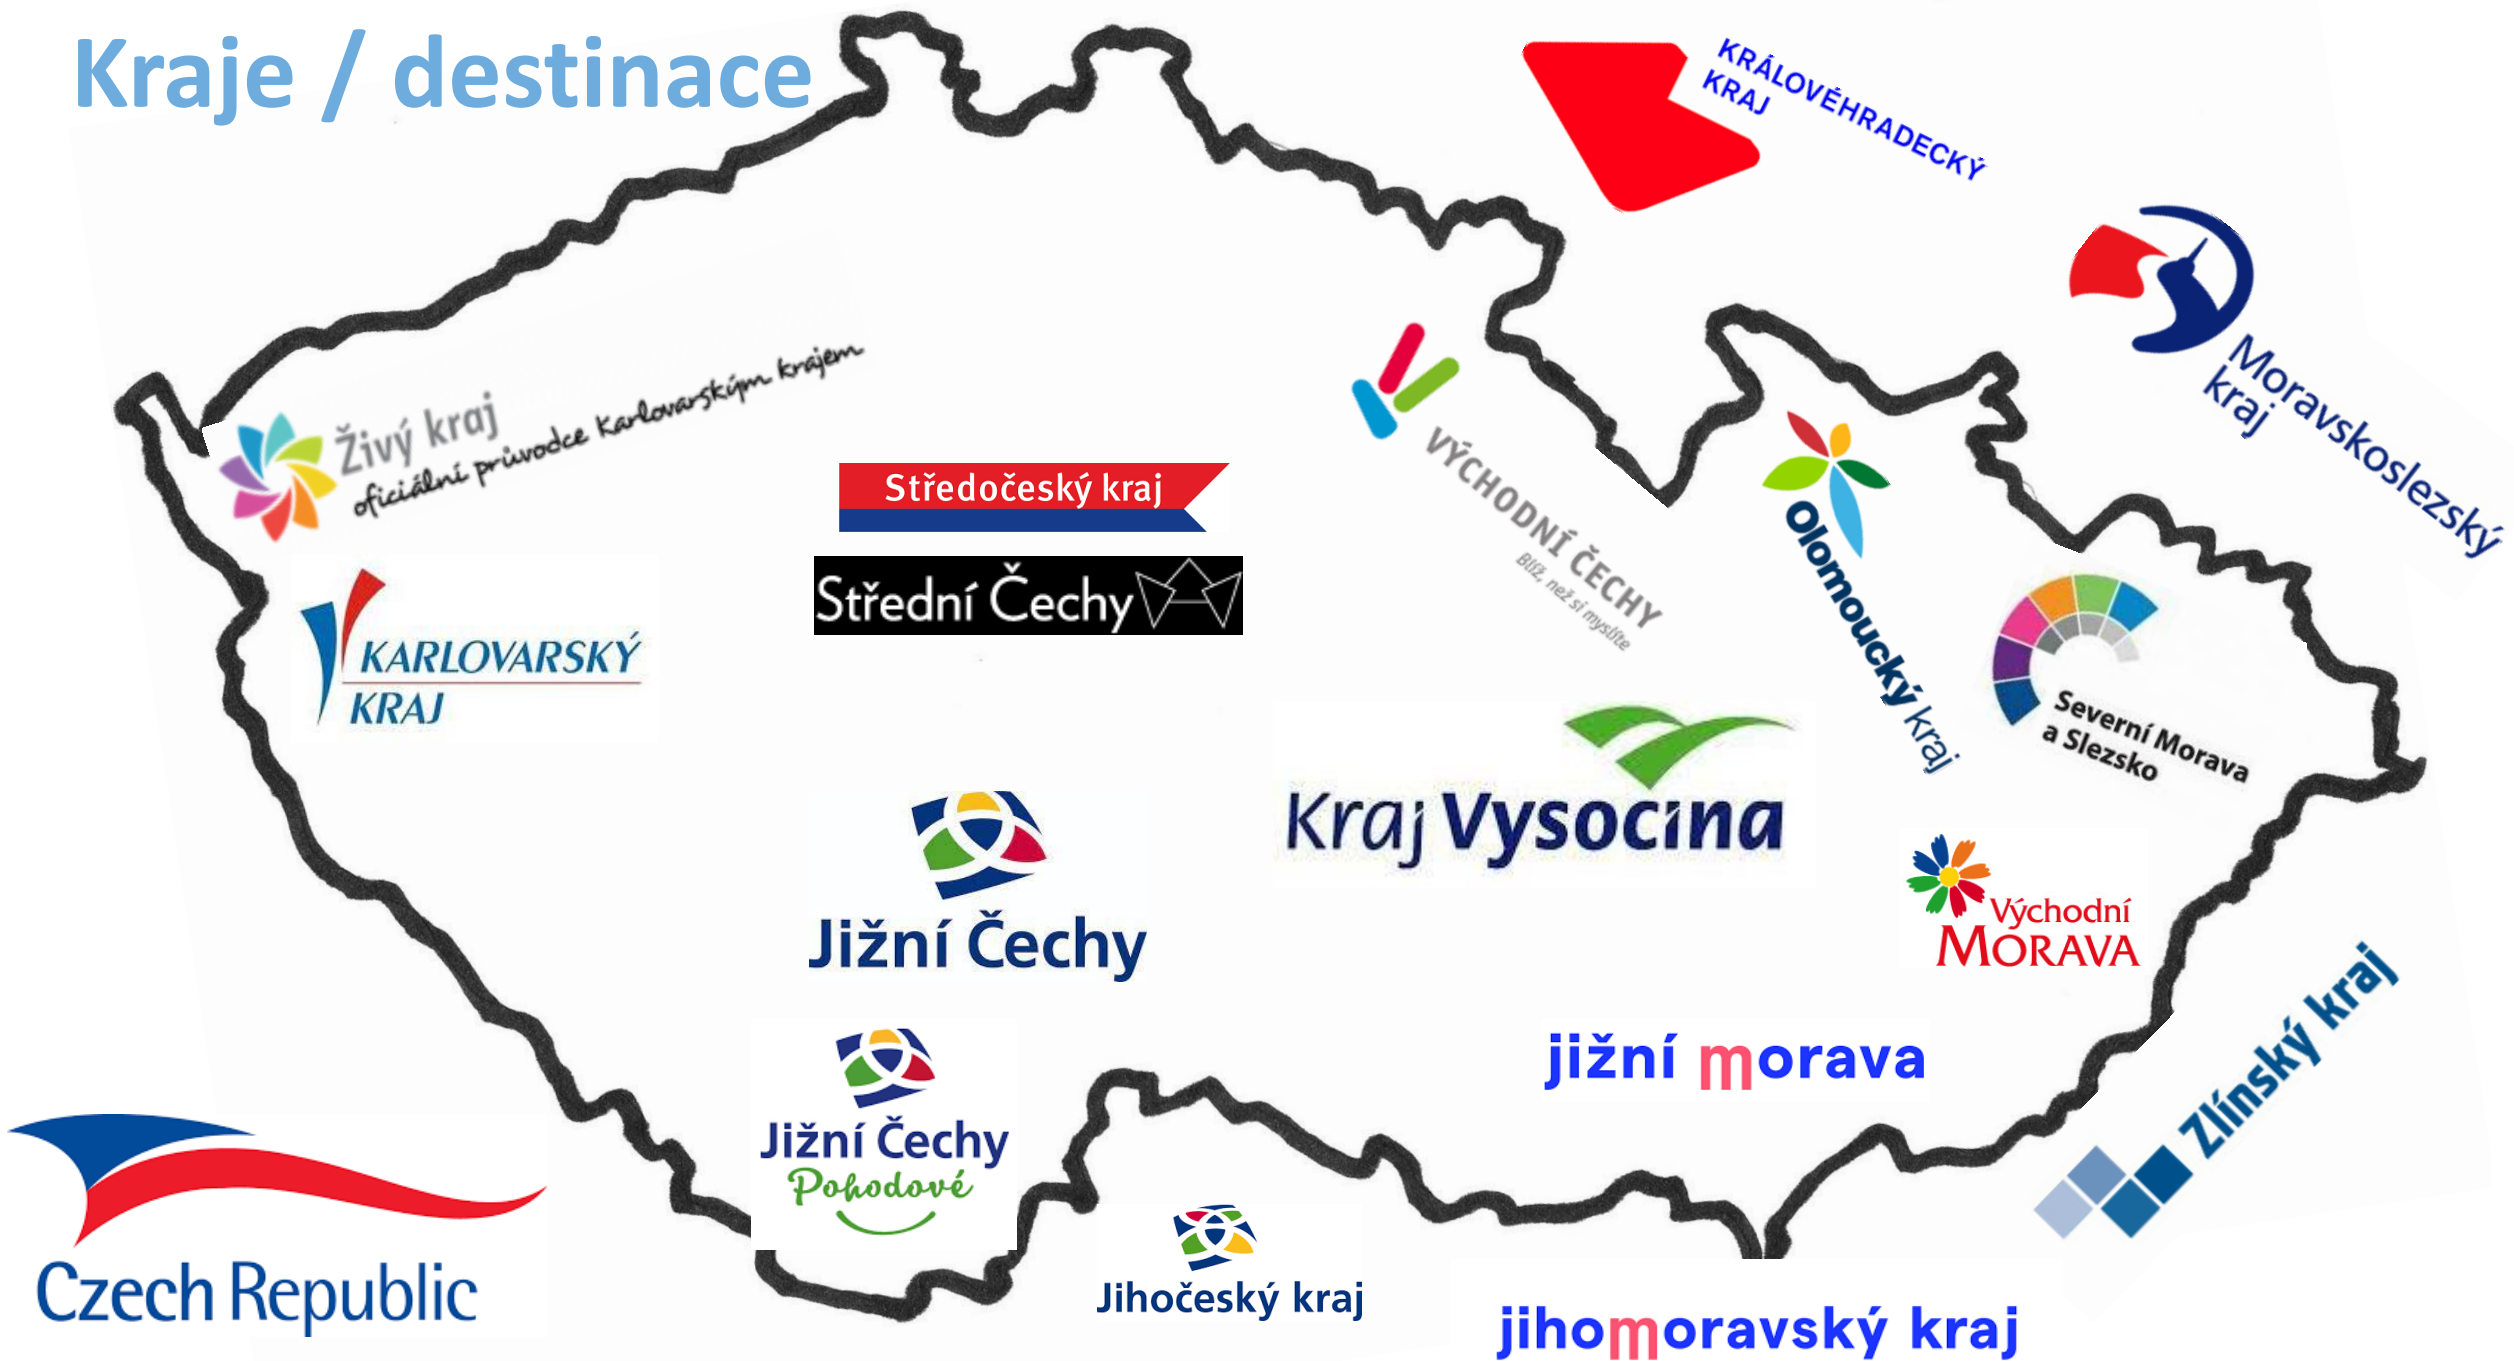 Kraje / destinace
KRÁLOVÉHRADECKÝ
KRAJ
Moravskoslezský
kraj
Živý kraj
oficiální průvodce Karlovarským krajem
Středočeský kraj
VÝCHODNÍ ČECHY
Blíž, než si myslíte
Olomoucký kraj
Střední Čechy
KARLOVARSKÝ
KRAJ
Severní Morava
a Slezsko
Kraj Vysočina
Jižní Čechy
Východní
MORAVA
Zlínský kraj
jižní morava
Jižní Čechy
Pohodové
Czech Republic
Jihočeský kraj
jihomoravský kraj